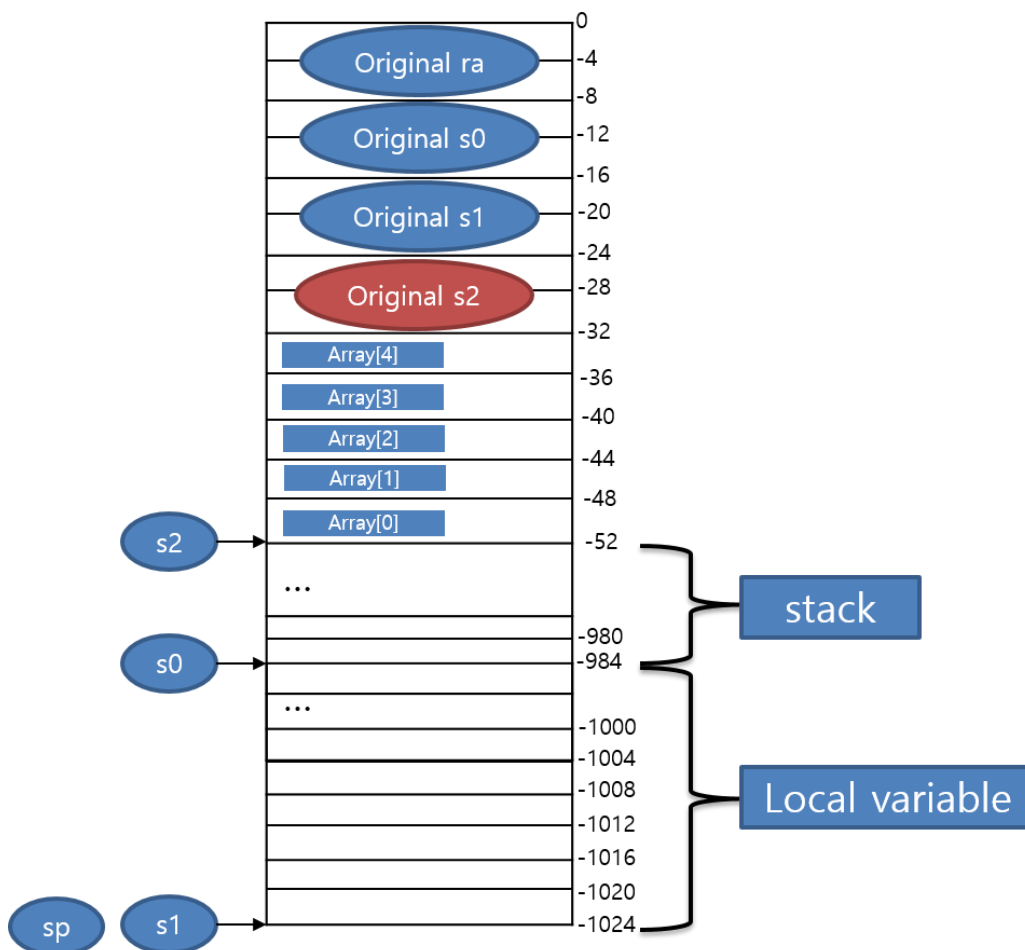 0
Original ra
-4
-8
Original s0
-12
-16
Original s1
-20
-24
Original s2
-28
-32
Array[4]
-36
Array[3]
-40
Array[2]
-44
Array[1]
-48
Array[0]
s2
-52
...
stack
-980
s0
-984
...
-1000
-1004
-1008
Local variable
-1012
-1016
-1020
sp
s1
-1024